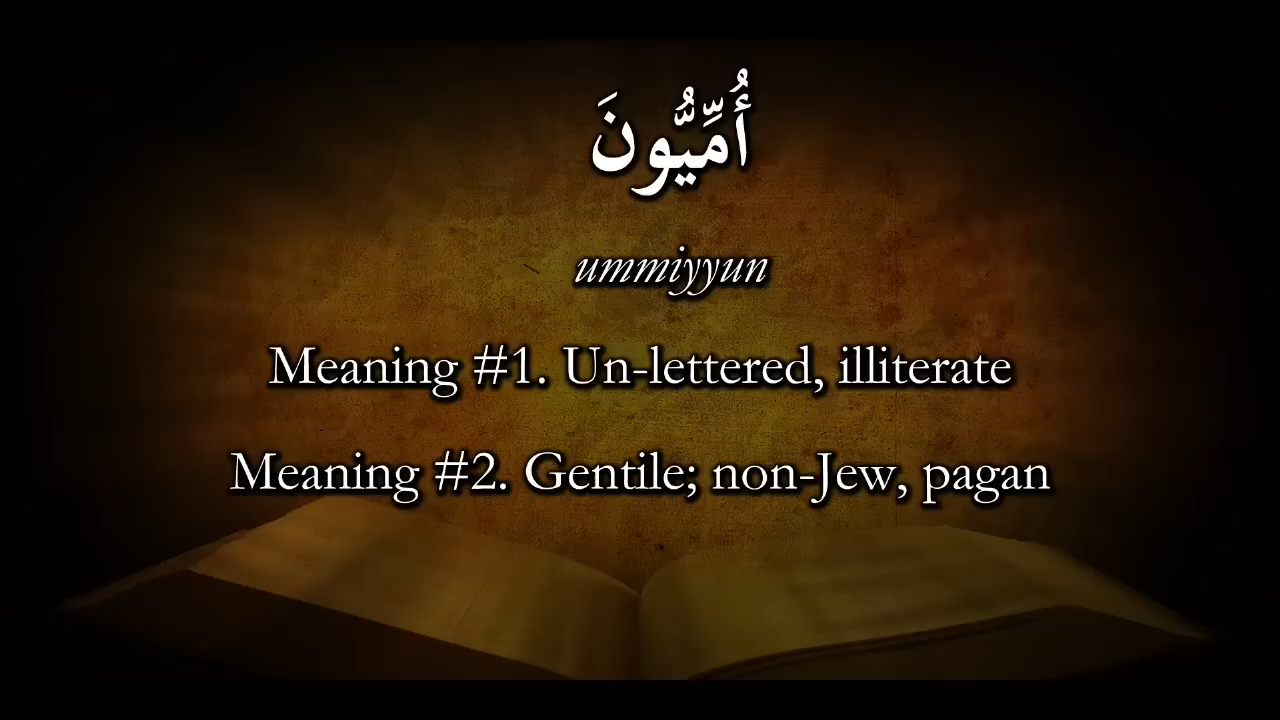 أُمِّيُّونَ
ummiyyun
Meaning #1. Un-lettered, illiterate
Meaning #2. Gentile; non-Jew, pagan